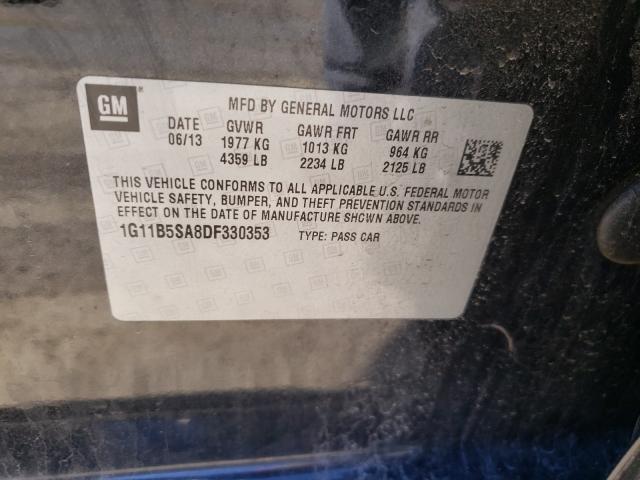 GM
MFD BY GENERAL MOTORS LLC
DATE GVWR GAWR FRT GAWR RR
06/13 1977 KG 1013 KG 964 KG
4359 LB 2234 LB 2125 LB
THIS VEHICLE CONFORMS TO ALL APPLICABLE U.S. FEDERAL MOTOR
VEHICLE SAFETY, BUMPER, AND THEFT PREVENTION STANDARDS IN
EFFECT ON THE DATE OF MANUFACTURE SHOWN ABOVE.
1G11B5SA8DF330353 TYPE: PASS CAR